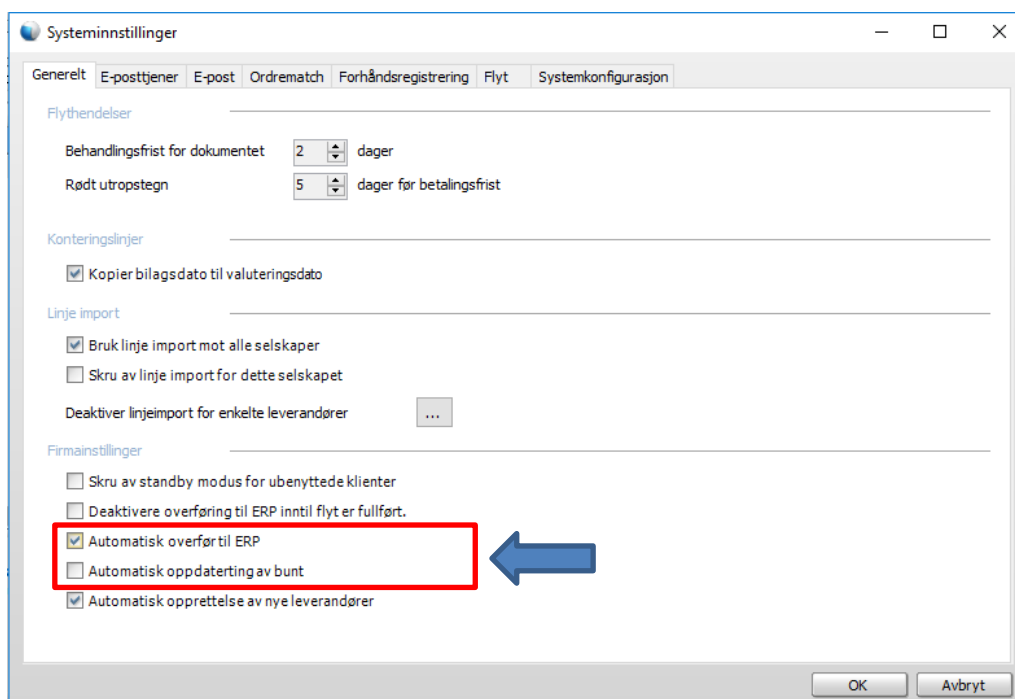 Systeminnstillinger
Generelt E-posttjener E-post Ordrematch Forhåndsregistrering Flyt Systemkonfigurasjon
Flythendelser
Behandlingsfrist for dokumentet 2 dager
Rødt utropstegn 5 dager før betalingsfrist
Konteringslinjer
Kopier bilagsdato til valuteringsdato
Linje import
Bruk linje import mot alle selskaper
Skru av linje import for dette selskapet
Deaktiver linjeimport for enkelte leverandører ...
Firmainstillinger
Skru av standby modus for ubenyttede klienter
Deaktivere overføring til ERP inntil flyt er fullført.
Automatisk overfør til ERP
Automatisk oppdaterting av bunt
Automatisk opprettelse av nye leverandører
OK Avbryt